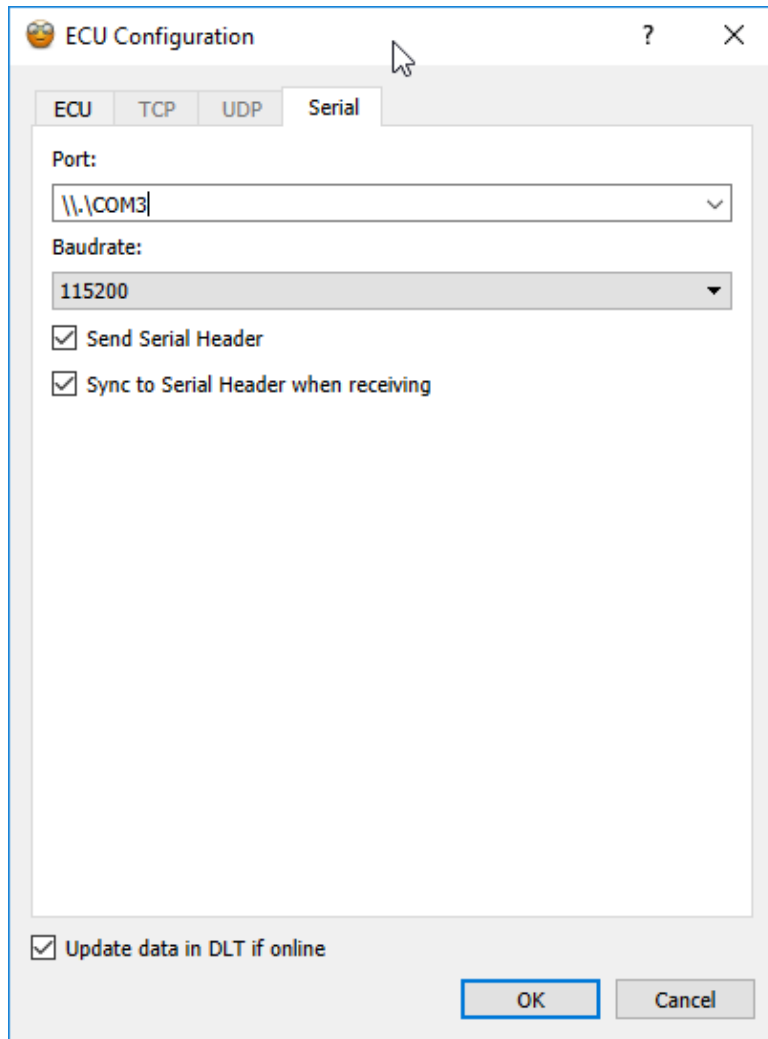 ECU Configuration ?
ECU TCP UDP Serial
Port:
\\.\COM3
Baudrate:
115200
Send Serial Header
Sync to Serial Header when receiving
Update data in DLT if online
OK Cancel